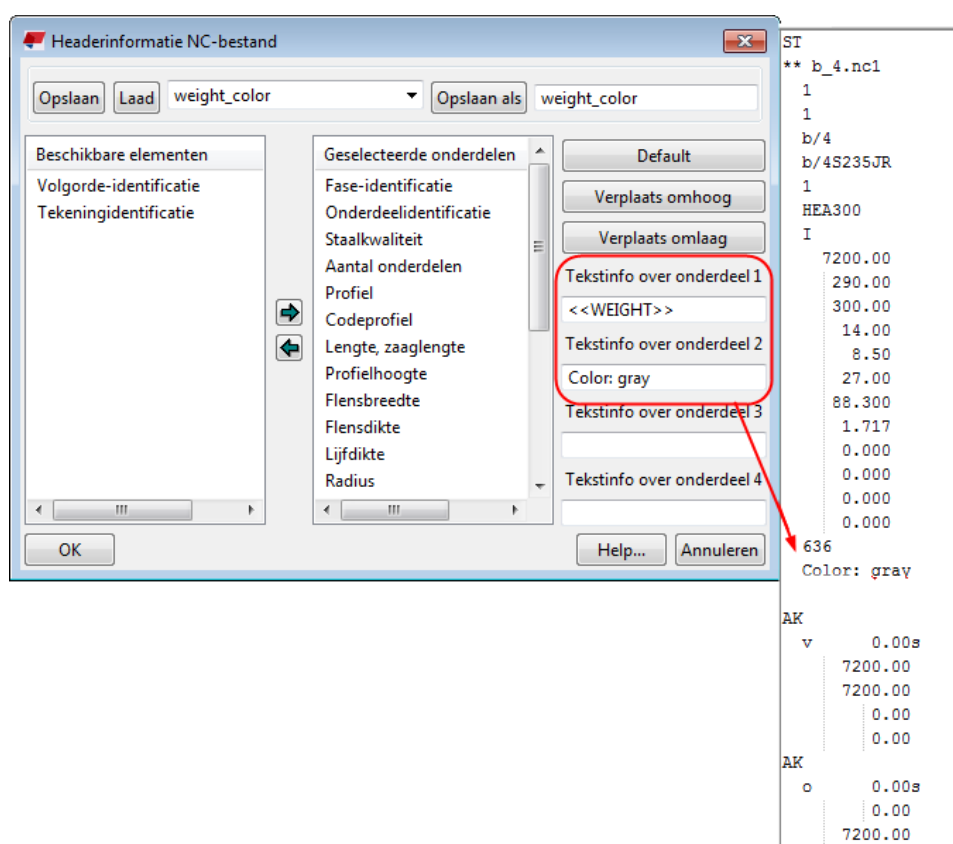 Headerinformatie NC-bestand
Opslaan Laad weight_color Opslaan als weight_color
Beschikbare elementen
Volgorde-identificatie
Tekeningidentificatie
Geselecteerde onderdelen
Fase-identificatie
Onderdeelidentificatie
Staalkwaliteit
Aantal onderdelen
Profiel
Codeprofiel
Lengte, zaaglengte
Profielhoogte
Flensbreedte
Flensdikte
Lijfdikte
Radius
Default
Verplaats omhoog
Verplaats omlaag
Tekstinfo over onderdeel 1
<<WEIGHT>>
Tekstinfo over onderdeel 2
Color: gray
Tekstinfo over onderdeel 3
Tekstinfo over onderdeel 4
OK
Help... Annuleren
ST
** b_4.nc1
1
1
b/4
b/4S235JR
1
HEA300
I
7200.00
290.00
300.00
14.00
8.50
27.00
88.300
1.717
0.000
0.000
0.000
0.000
636
Color: gray
AK
v 0.00s
7200.00
7200.00
0.00
0.00
AK
o 0.00s
0.00
7200.00